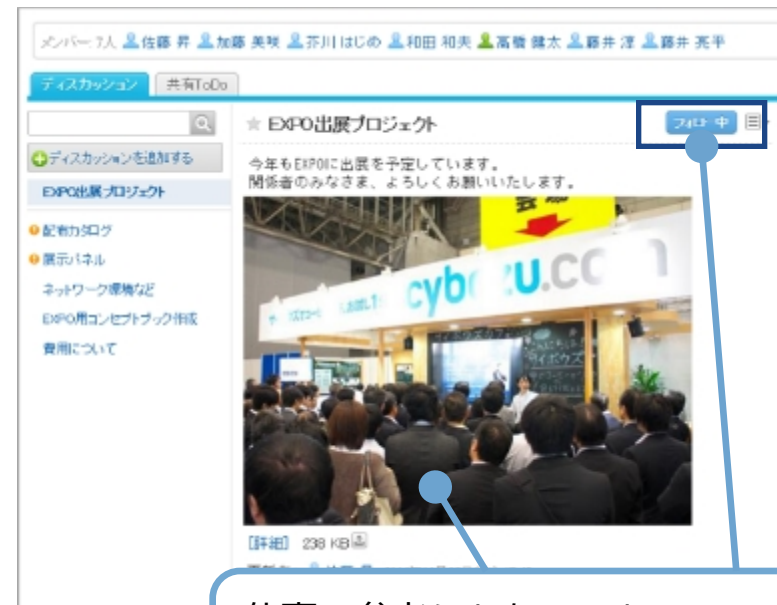 メンバー: 7人 佐藤 昇 加藤 美咲 芥川 はじめ 和田 和夫 高橋 健太 藤井 淳 藤井 亮平
ディスカッション 共有ToDo
★ EXPO出展プロジェクト フォロー中
ディスカッションを追加する
今年もEXPOに出展を予定しています。
関係者のみなさま、よろしくお願いいたします。
EXPO出展プロジェクト
配布カタログ
展示パネル
ネットワーク環境など
EXPO用コンセプトブック作成
費用について
cybozu.co
サイボウズ
[詳細] 238 KB